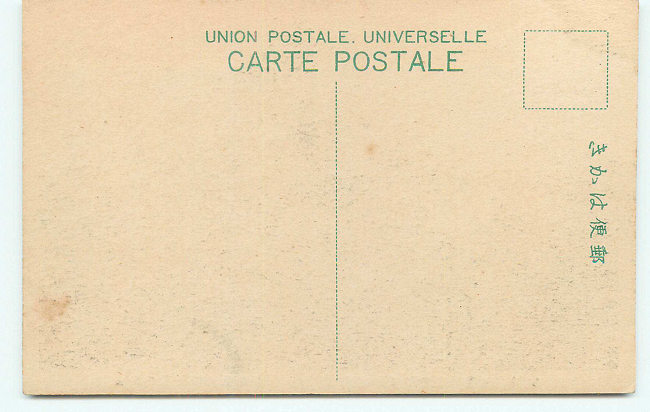 UNION POSTALE. UNIVERSELLE
CARTE POSTALE
郵便はかき